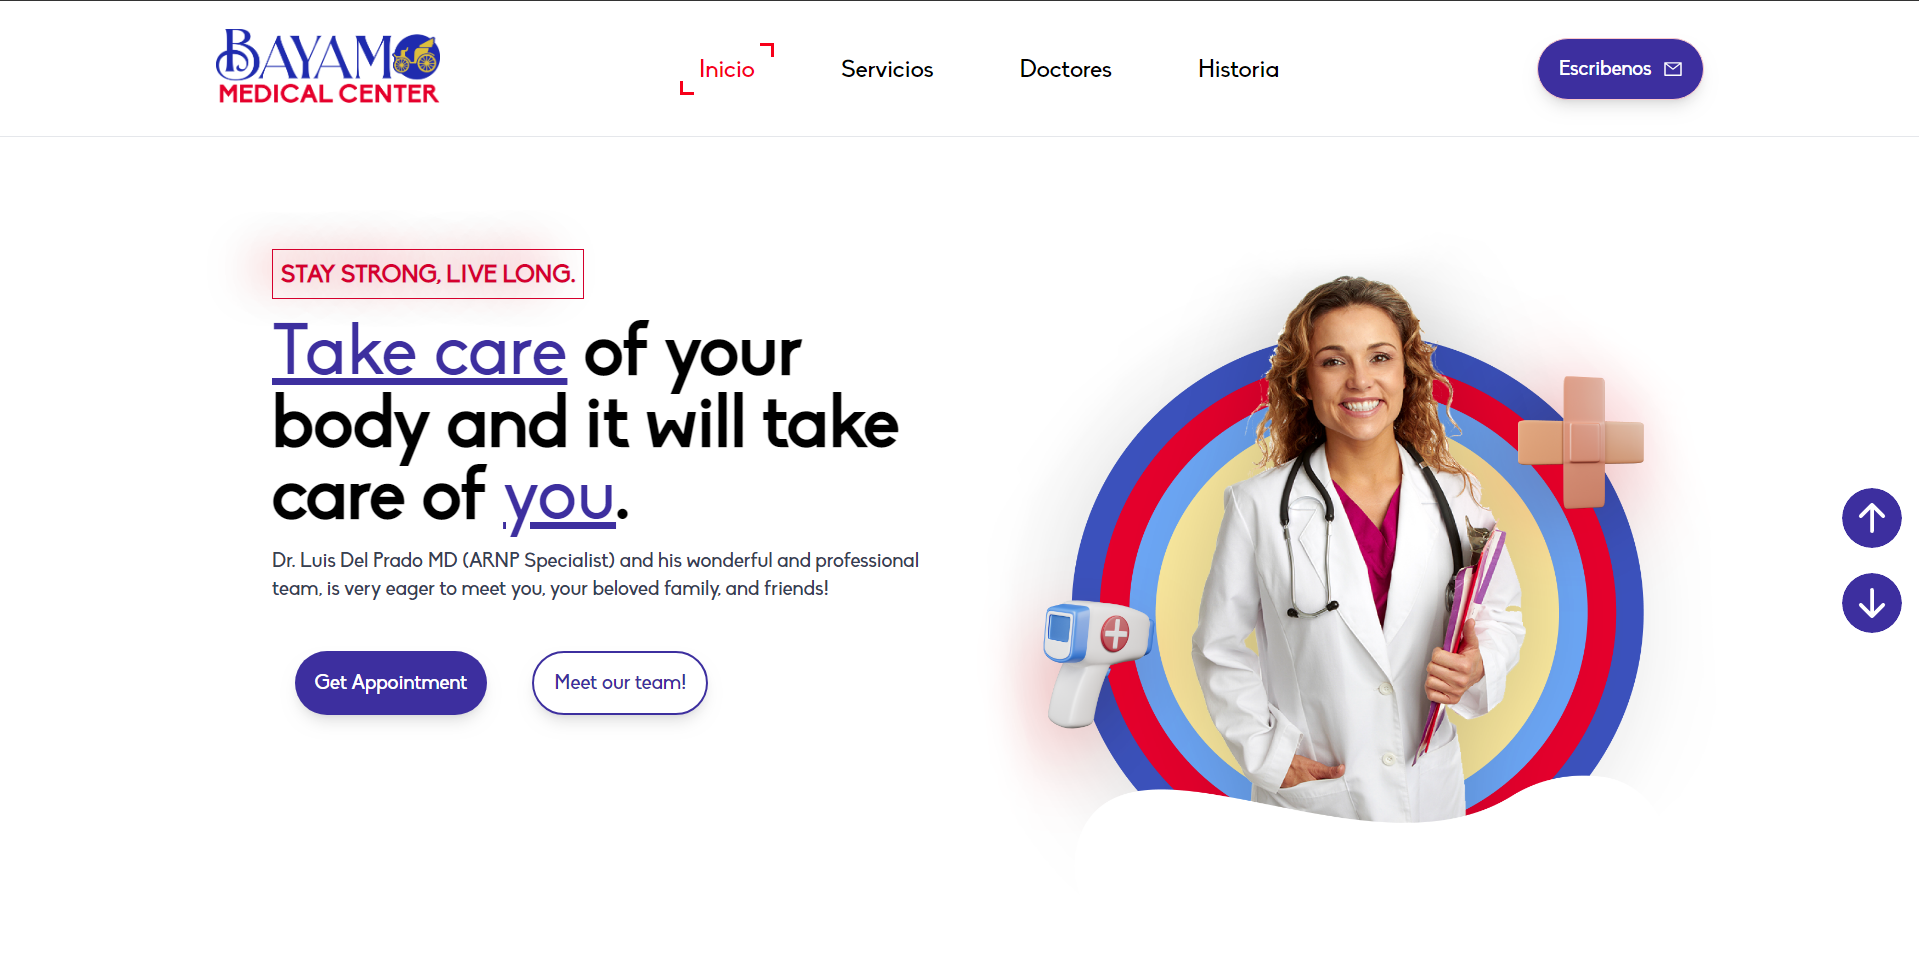 BAYAMO
MEDICAL CENTER
Inicio
Servicios
Doctores
Historia
Escribenos
STAY STRONG, LIVE LONG.
Take care of your
body and it will take
care of you.
Dr. Luis Del Prado MD (ARNP Specialist) and his wonderful and professional
team, is very eager to meet you, your beloved family, and friends!
Get Appointment
Meet our team!